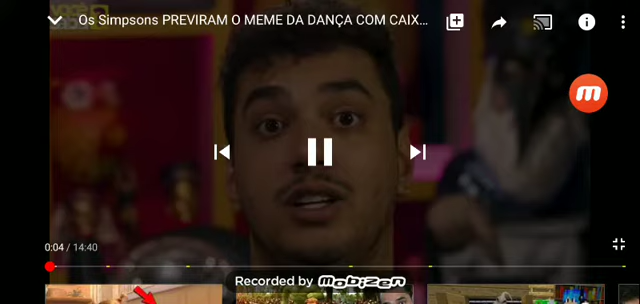 Os Simpsons PREVIRAM O MEME DA DANÇA COM CAIX...
0:04 / 14:40
Recorded by Mobizen